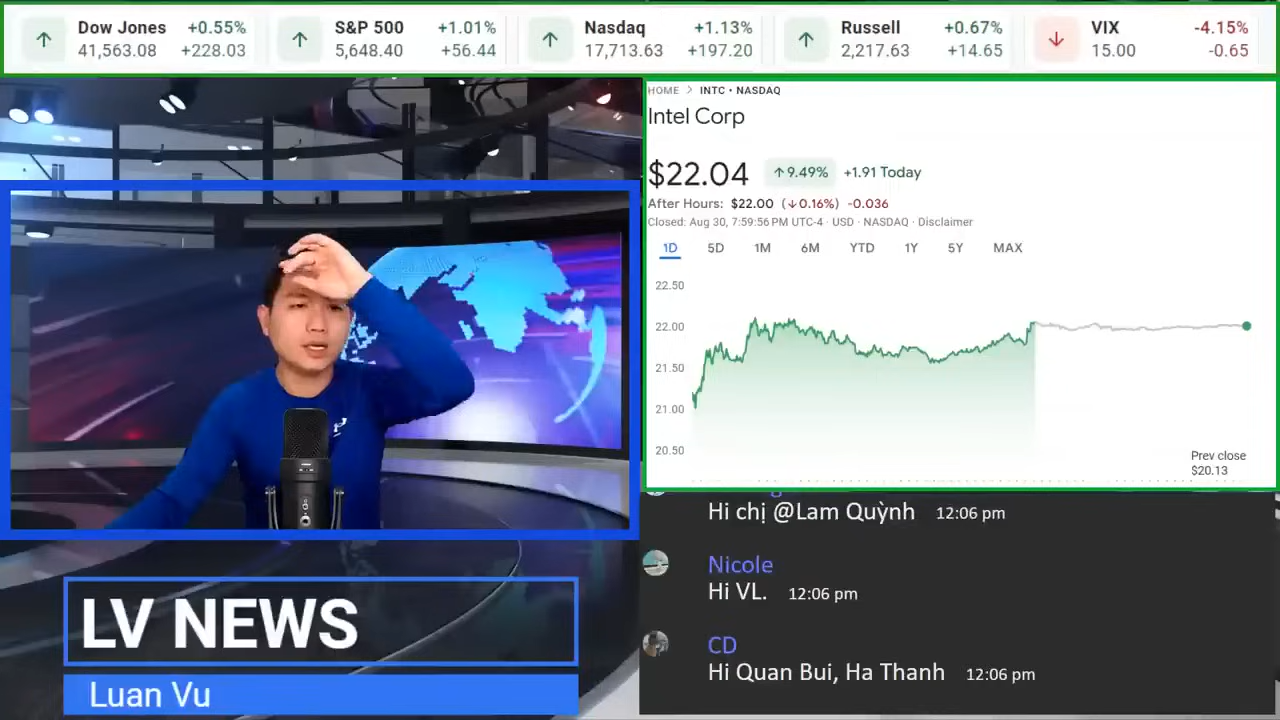 Dow Jones +0.55%
41,563.08 +228.03
S&P 500 +1.01%
5,648.40 +56.44
Nasdaq +1.13%
17,713.63 +197.20
Russell +0.67%
2,217.63 +14.65
VIX -4.15%
15.00 -0.65
HOME > INTC • NASDAQ
Intel Corp
$22.04 ↑9.49% +1.91 Today
After Hours: $22.00 (↓0.16%) -0.036
Closed: Aug 30, 7:59:56 PM UTC-4 · USD · NASDAQ · Disclaimer
1D 5D 1M 6M YTD 1Y 5Y MAX
22.50
22.00
21.50
21.00
20.50
Prev close
$20.13
Hi chị @Lam Quỳnh 12:06 pm
Nicole
Hi VL. 12:06 pm
CD
Hi Quan Bui, Ha Thanh 12:06 pm
LV NEWS
Luan Vu